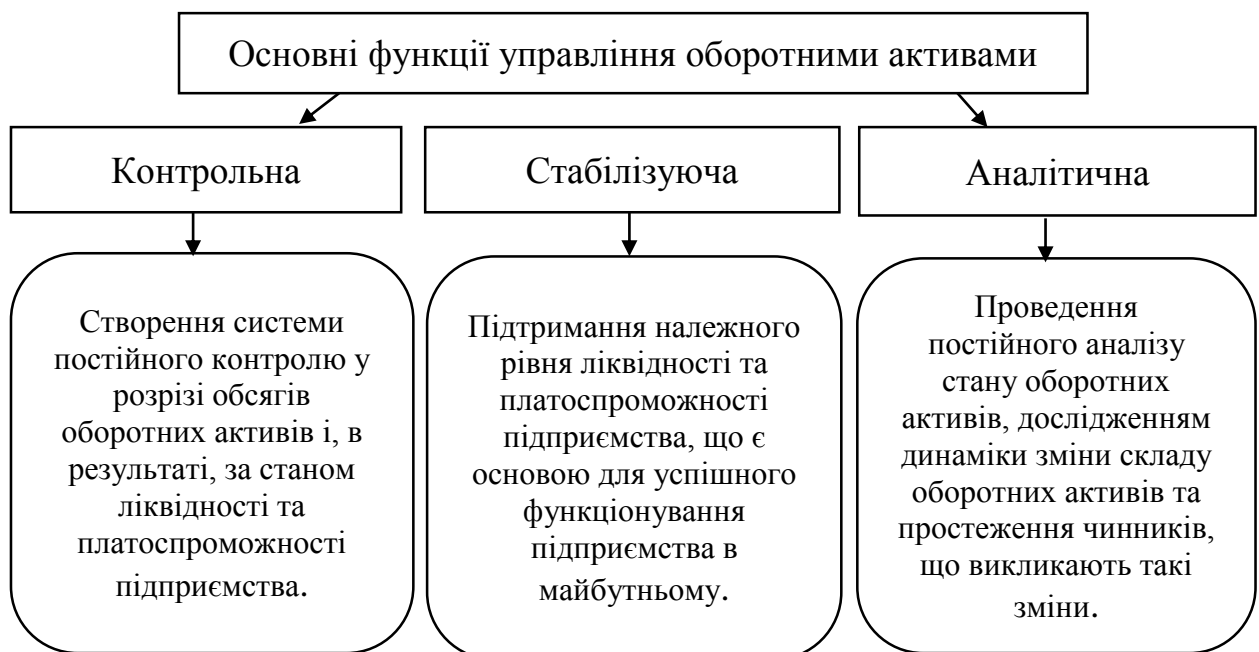 Основні функції управління оборотними активами
Контрольна
Стабілізуюча
Аналітична
Створення системи
постійного контролю у
розрізі обсягів
оборотних активів і, в
результаті, за станом
ліквідності та
платоспроможності
підприємства.
Підтримання належного
рівня ліквідності та
платоспроможності
підприємства, що є
основою для успішного
функціонування
підприємства в
майбутньому.
Проведення
постійного аналізу
стану оборотних
активів, дослідженням
динаміки зміни складу
оборотних активів та
простеження чинників,
що викликають такі
зміни.